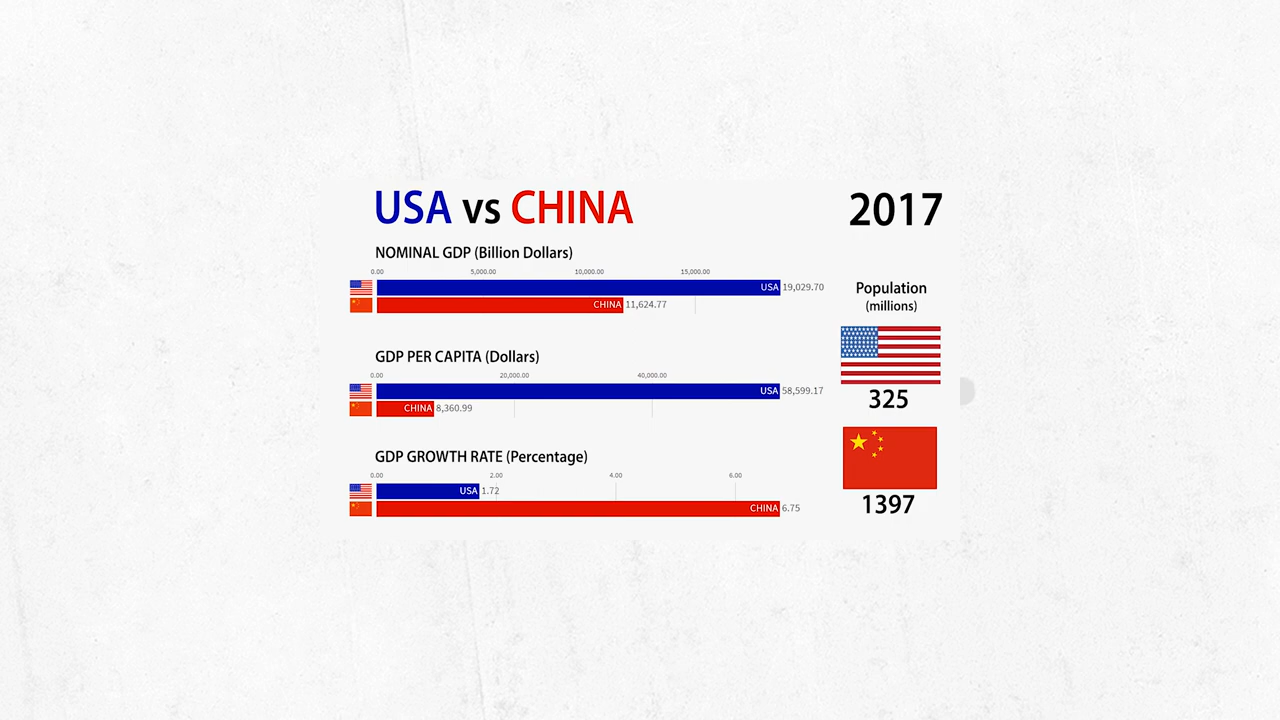 USA vs CHINA
2017
NOMINAL GDP (Billion Dollars)
0.00 5,000.00 10,000.00 15,000.00
USA 19,029.70
CHINA 11,624.77
GDP PER CAPITA (Dollars)
0.00 20,000.00 40,000.00
USA 58,599.17
CHINA 8,360.99
GDP GROWTH RATE (Percentage)
0.00 2.00 4.00 6.00
USA 1.72
CHINA 6.75
Population
(millions)
325
1397